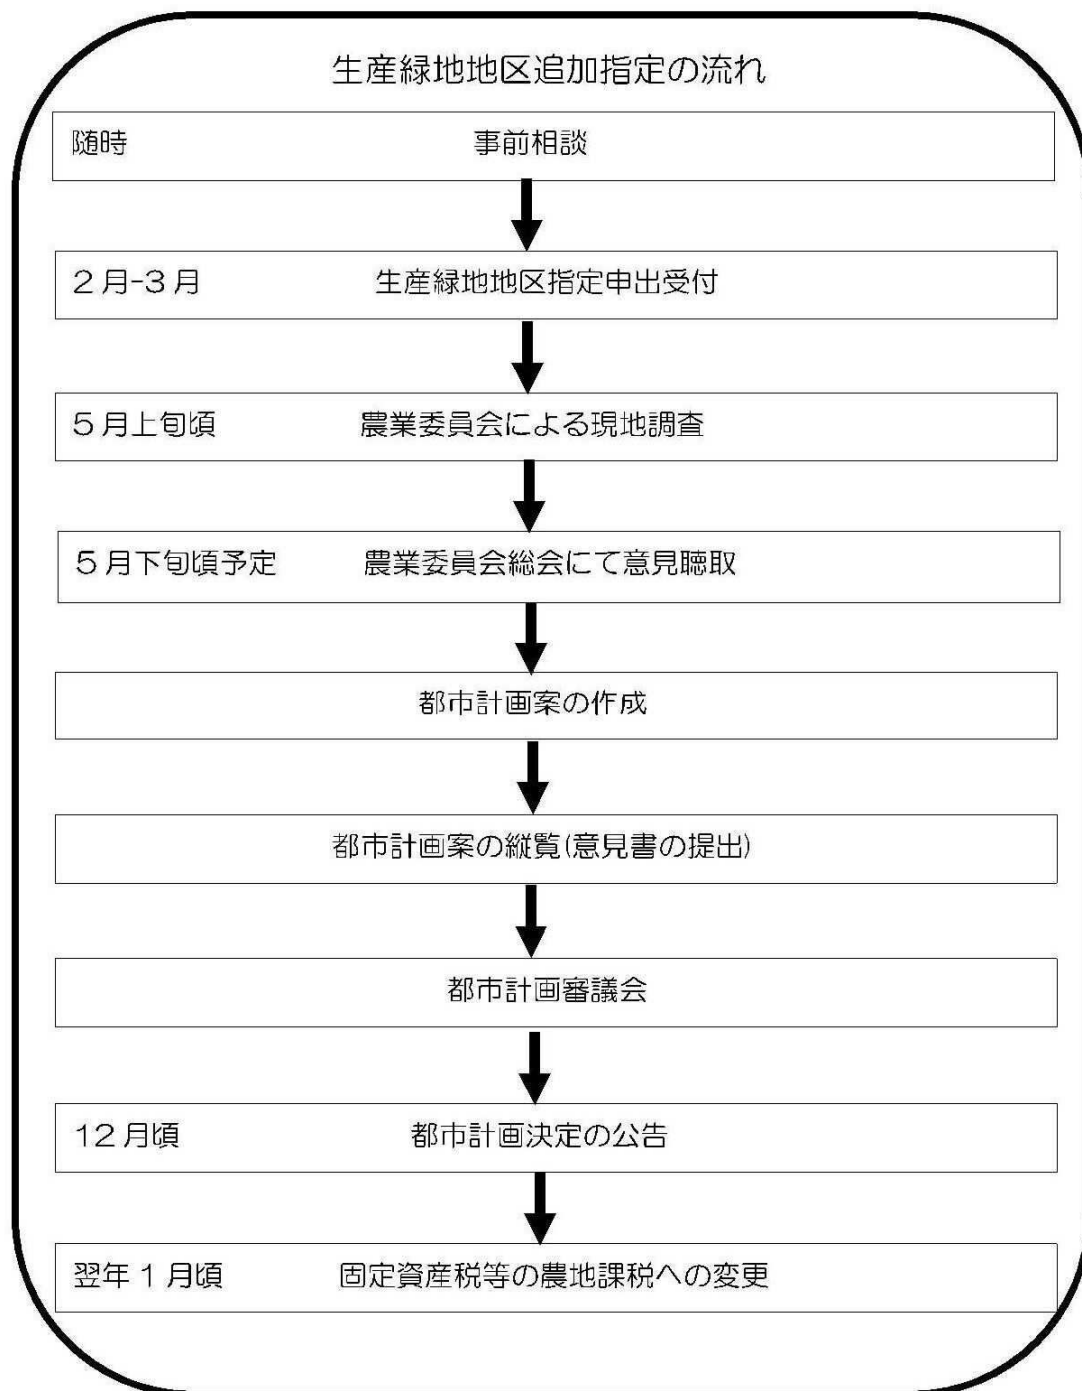 生産緑地地区追加指定の流れ
随時 事前相談
２月-３月 生産緑地地区指定申出受付
５月上旬頃 農業委員会による現地調査
５月下旬頃予定 農業委員会総会にて意見聴取
都市計画案の作成
都市計画案の縦覧(意見書の提出)
都市計画審議会
12月頃 都市計画決定の公告
翌年１月頃 固定資産税等の農地課税への変更